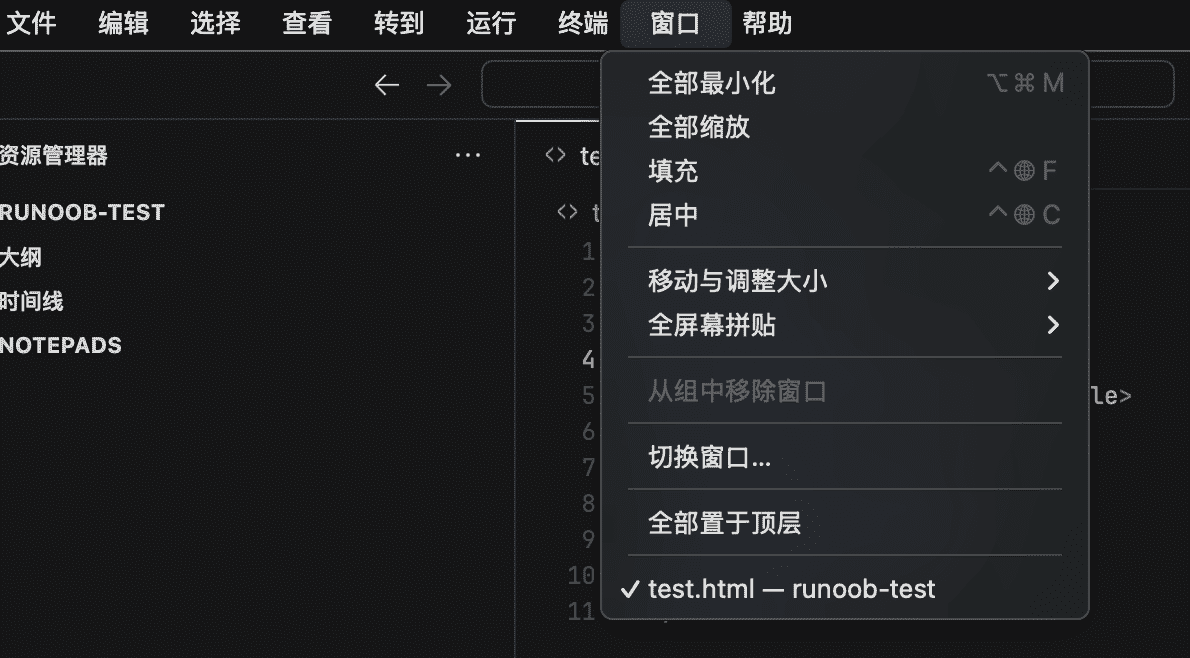 文件 编辑 选择 查看 转到 运行 终端 窗口 帮助
全部最小化 ⌥⌘M
全部缩放
填充 ^🌐F
居中 ^🌐C
移动与调整大小 >
全屏幕拼贴 >
从组中移除窗口
切换窗口...
全部置于顶层
✓ test.html — runoob-test
资源管理器 ...
RUNOOB-TEST
大纲
时间线
NOTEPADS
<> te
<> t
1
2
3
4
5 le>
6
7
8
9
10
11